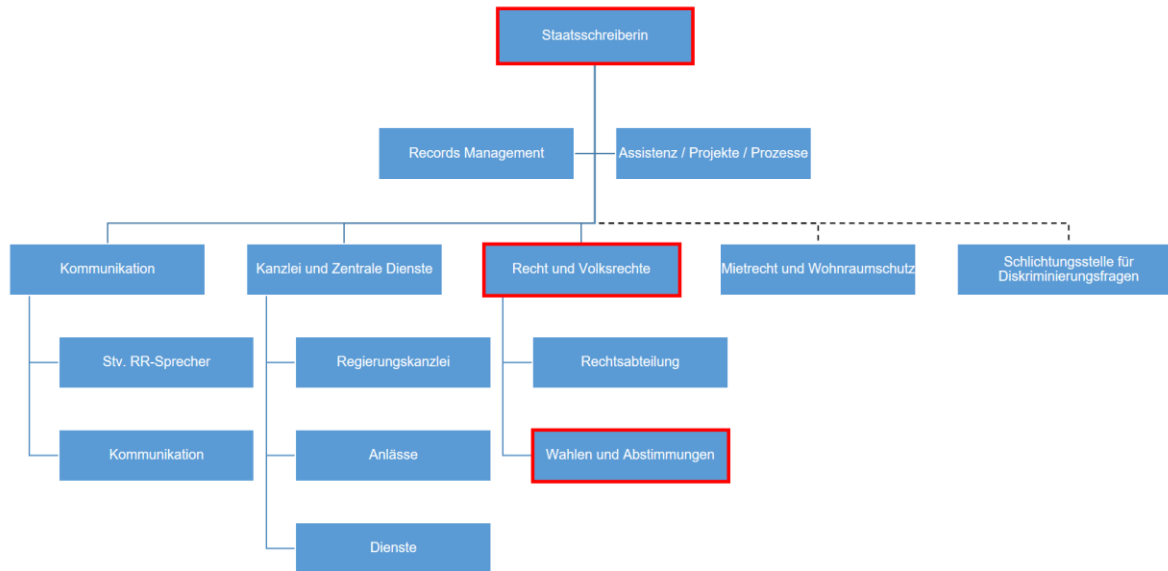 Staatsschreiberin
Records Management
Assistenz / Projekte / Prozesse
Kommunikation
Kanzlei und Zentrale Dienste
Recht und Volksrechte
Mietrecht und Wohnraumschutz
Schlichtungsstelle für
Diskriminierungsfragen
Stv. RR-Sprecher
Regierungskanzlei
Rechtsabteilung
Kommunikation
Anlässe
Wahlen und Abstimmungen
Dienste